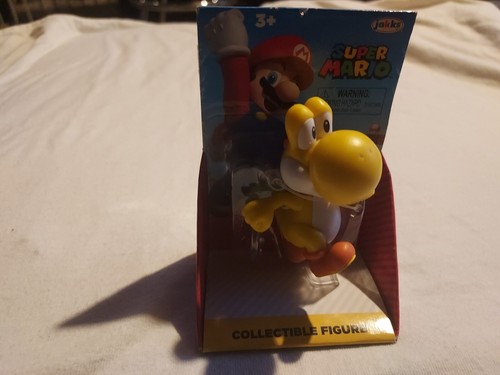 3+
jakks
SUPER
MARIO
WARNING:
COLLECTIBLE FIGURE